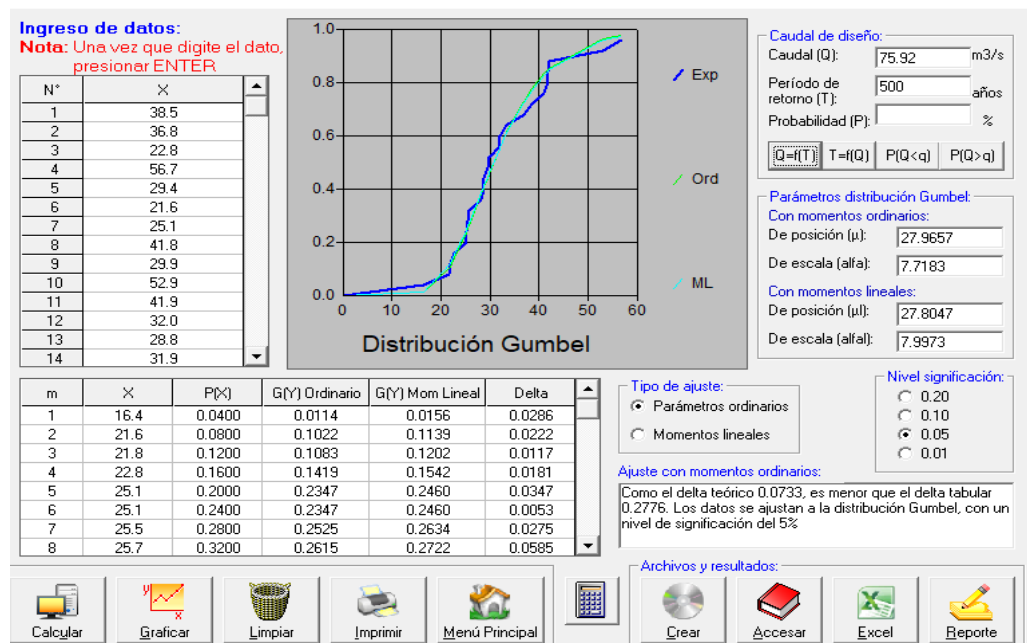 Ingreso de datos:
Nota: Una vez que digite el dato,
presionar ENTER
N° X
1 38.5
2 36.8
3 22.8
4 56.7
5 29.4
6 21.6
7 25.1
8 41.8
9 29.9
10 52.9
11 41.9
12 32.0
13 28.8
14 31.9
1.0
0.8
0.6
0.4
0.2
0.0
0 10 20 30 40 50 60
Exp
Ord
ML
Distribución Gumbel
Caudal de diseño:
Caudal (Q): 75.92 m3/s
Período de
retorno (T): 500 años
Probabilidad (P): %
Q=f(T) T=f(Q) P(Q<q) P(Q>q)
Parámetros distribución Gumbel:
Con momentos ordinarios:
De posición (µ): 27.9657
De escala (alfa): 7.7183
Con momentos lineales:
De posición (µl): 27.8047
De escala (alfal): 7.9973
m X P(X) G(Y) Ordinario G(Y) Mom Lineal Delta
1 16.4 0.0400 0.0114 0.0156 0.0286
2 21.6 0.0800 0.1022 0.1139 0.0222
3 21.8 0.1200 0.1083 0.1202 0.0117
4 22.8 0.1600 0.1419 0.1542 0.0181
5 25.1 0.2000 0.2347 0.2460 0.0347
6 25.1 0.2400 0.2347 0.2460 0.0053
7 25.5 0.2800 0.2525 0.2634 0.0275
8 25.7 0.3200 0.2615 0.2722 0.0585
Tipo de ajuste:
Parámetros ordinarios
Momentos lineales
Nivel significación:
0.20
0.10
0.05
0.01
Ajuste con momentos ordinarios:
Como el delta teórico 0.0733, es menor que el delta tabular
0.2776. Los datos se ajustan a la distribución Gumbel, con un
nivel de significación del 5%
Calcular
Graficar
Limpiar
Imprimir
Menú Principal
Archivos y resultados:
Crear
Accesar
Excel
Reporte